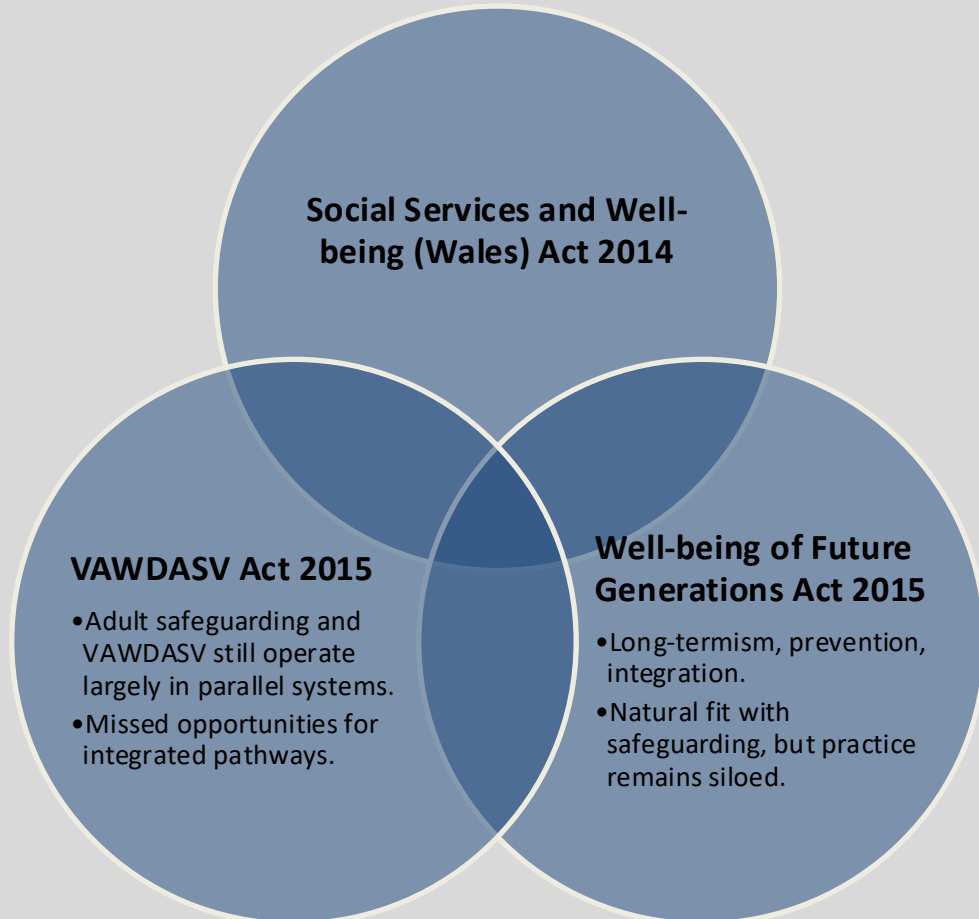 Social Services and Well-
being (Wales) Act 2014
VAWDASV Act 2015
•Adult safeguarding and
VAWDASV still operate
largely in parallel systems.
•Missed opportunities for
integrated pathways.
Well-being of Future
Generations Act 2015
•Long-termism, prevention,
integration.
•Natural fit with
safeguarding, but practice
remains siloed.